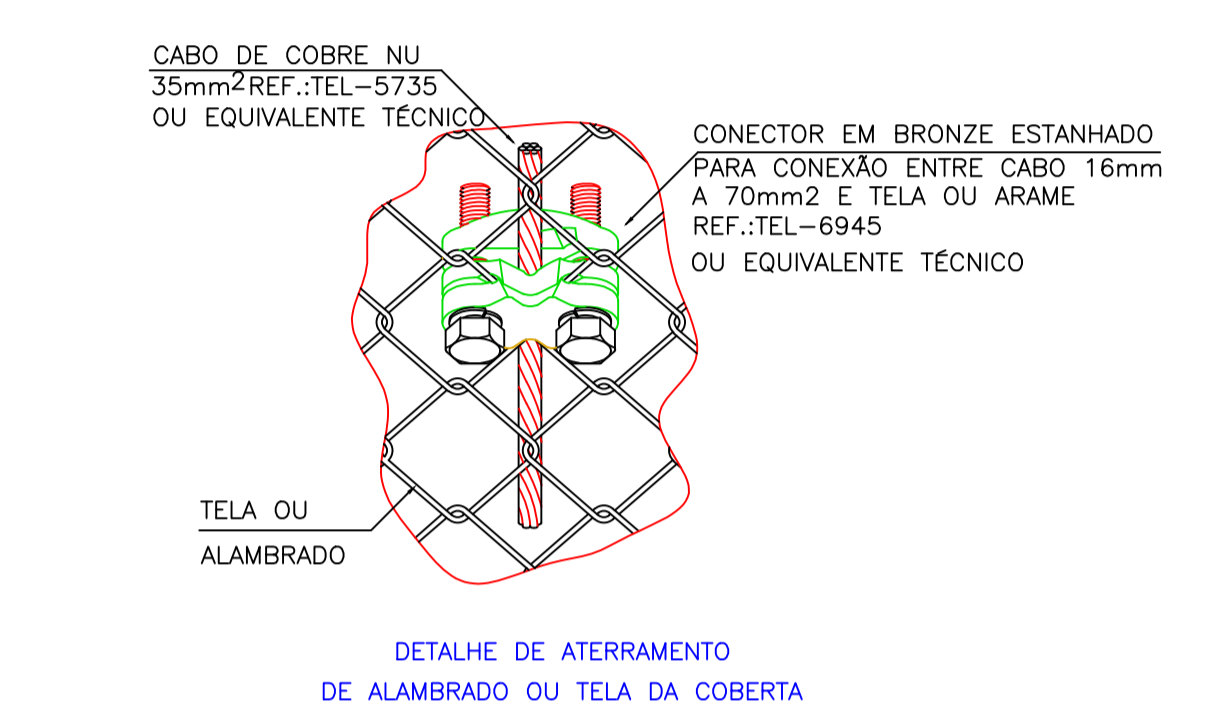 CABO DE COBRE NU
35mm²REF.:TEL-5735
OU EQUIVALENTE TÉCNICO
CONECTOR EM BRONZE ESTANHADO
PARA CONEXÃO ENTRE CABO 16mm
A 70mm2 E TELA OU ARAME
REF.:TEL-6945
OU EQUIVALENTE TÉCNICO
TELA OU
ALAMBRADO
DETALHE DE ATERRAMENTO
DE ALAMBRADO OU TELA DA COBERTA